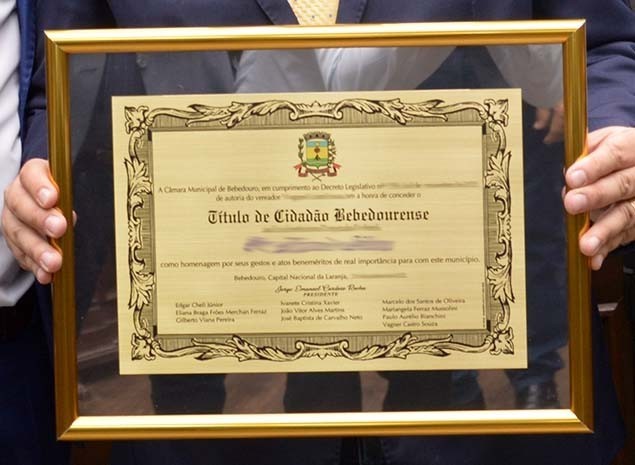 A Câmara Municipal de Bebedouro, em cumprimento ao Decreto Legislativo
de autoria do vereador a honra de conceder o
Título de Cidadão Bebedourense
como homenagem por seus gestos e atos beneméritos de real importância para com este município.
Bebedouro, Capital Nacional da Laranja,
Jorge Emanoel Cardoso Rocha
PRESIDENTE
Edgar Cheli Júnior Ivanete Cristina Xavier Marcelo dos Santos de Oliveira
Eliana Braga Fróes Merchan Ferraz João Vitor Alves Martins Mariangela Ferraz Mussolini
Gilberto Viana Pereira José Baptista de Carvalho Neto Paulo Aurélio Bianchini
Vagner Castro Souza